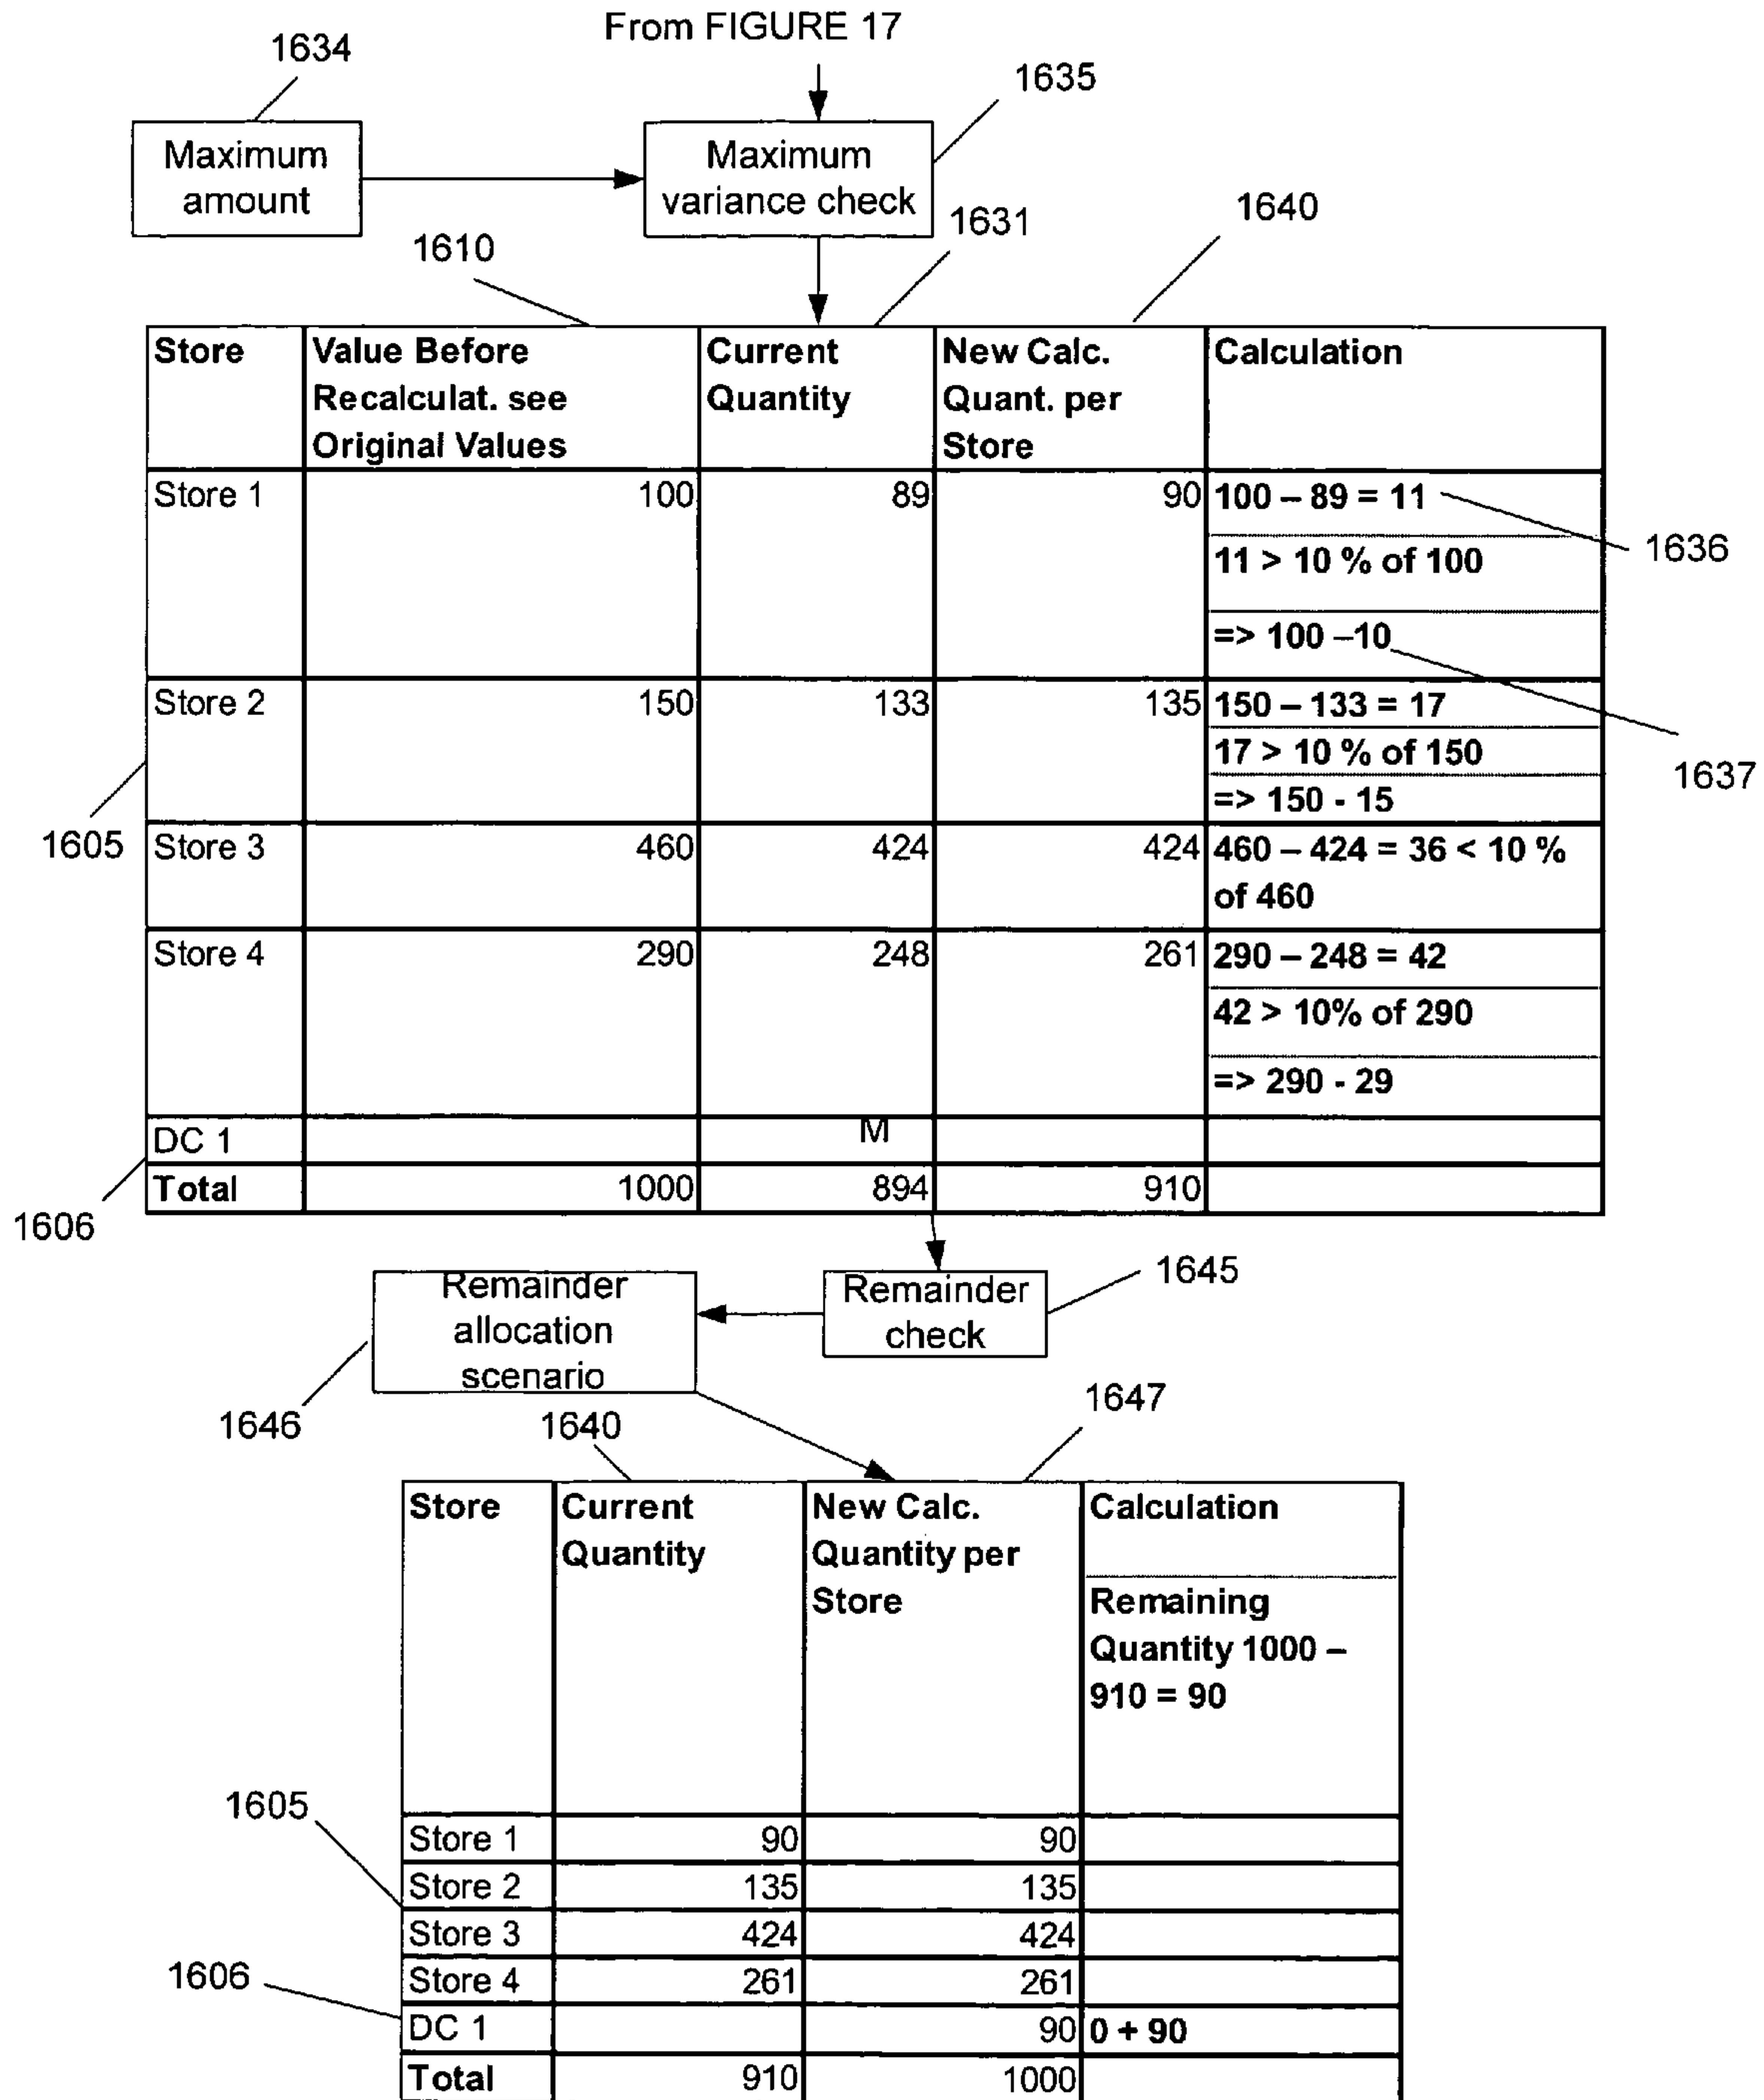 From FIGURE 17
1634
1635
Maximum
amount
Maximum
variance check
1631
1640
1610
Store
Value Before
Recalculat. see
Original Values
Current
Quantity
New Calc.
Quant. per
Store
Calculation
Store 1
100
89
90
100 – 89 = 11
11 > 10 % of 100
=> 100 –10
1636
Store 2
150
133
135
150 – 133 = 17
17 > 10 % of 150
=> 150 - 15
1637
1605
Store 3
460
424
424
460 – 424 = 36 < 10 %
of 460
Store 4
290
248
261
290 – 248 = 42
42 > 10% of 290
=> 290 - 29
DC 1
M
Total
1000
894
910
1606
Remainder
allocation
scenario
Remainder
check
1645
1646
1640
1647
Store
Current
Quantity
New Calc.
Quantity per
Store
Calculation
Remaining
Quantity 1000 –
910 = 90
1605
Store 1
90
90
Store 2
135
135
Store 3
424
424
1606
Store 4
261
261
DC 1
90
0 + 90
Total
910
1000